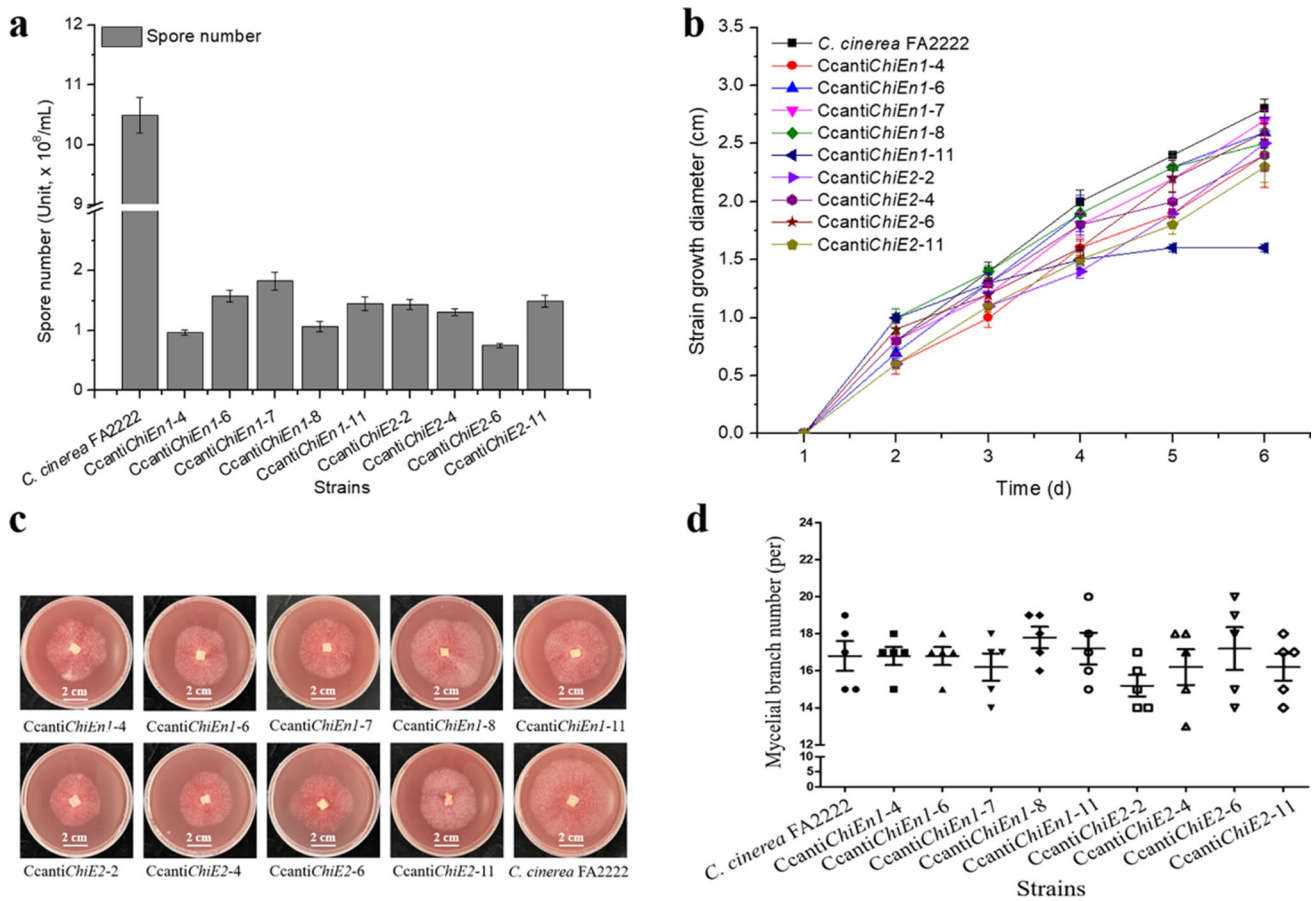 a
Spore number
Spore number (Unit, x 10⁸/mL)
12
11
10
9
2
1
0
C. cinerea FA2222
CcantiChiEn1-4
CcantiChiEn1-6
CcantiChiEn1-7
CcantiChiEn1-8
CcantiChiEn1-11
CcantiChiE2-2
CcantiChiE2-4
CcantiChiE2-6
CcantiChiE2-11
Strains
b
C. cinerea FA2222
CcantiChiEn1-4
CcantiChiEn1-6
CcantiChiEn1-7
CcantiChiEn1-8
CcantiChiEn1-11
CcantiChiE2-2
CcantiChiE2-4
CcantiChiE2-6
CcantiChiE2-11
Strain growth diameter (cm)
3.5
3.0
2.5
2.0
1.5
1.0
0.5
0.0
1 2 3 4 5 6
Time (d)
c
2 cm 2 cm 2 cm 2 cm 2 cm
CcantiChiEn1-4 CcantiChiEn1-6 CcantiChiEn1-7 CcantiChiEn1-8 CcantiChiEn1-11
2 cm 2 cm 2 cm 2 cm 2 cm
CcantiChiE2-2 CcantiChiE2-4 CcantiChiE2-6 CcantiChiE2-11 C. cinerea FA2222
d
Mycelial branch number (per)
24
22
20
18
16
14
12
10
5
0
C. cinerea FA2222
CcantiChiEn1-4
CcantiChiEn1-6
CcantiChiEn1-7
CcantiChiEn1-8
CcantiChiEn1-11
CcantiChiE2-2
CcantiChiE2-4
CcantiChiE2-6
CcantiChiE2-11
Strains